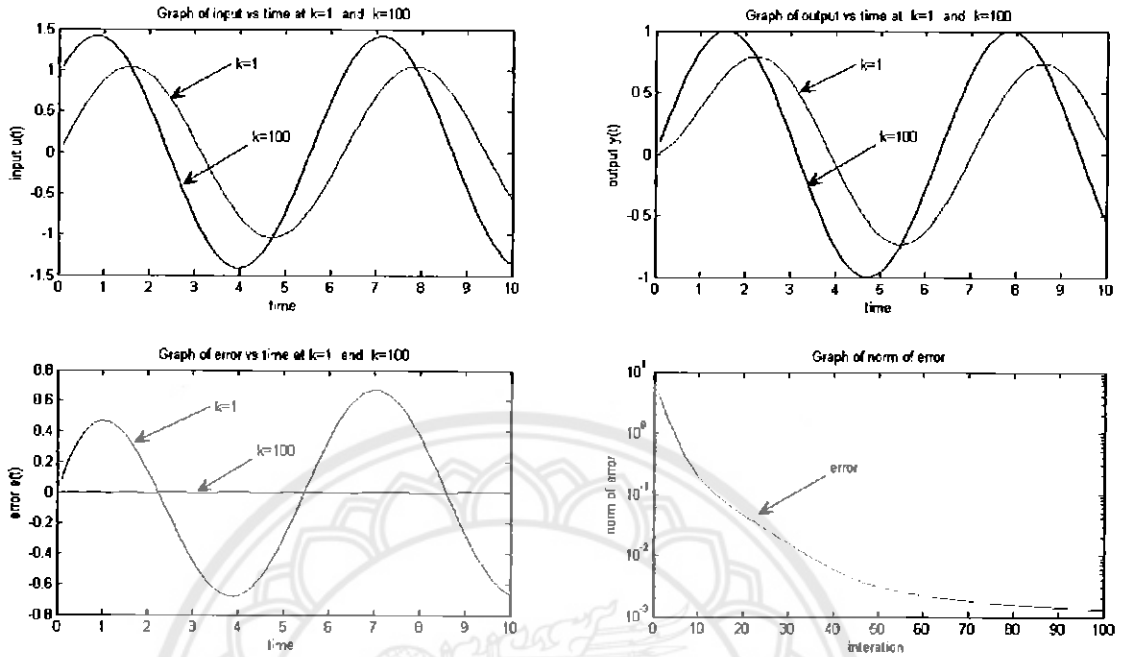 Graph of input vs time at k=1 and k=100
1.5
1
0.5
0
-0.5
-1
-1.5
input u(t)
k=1
k=100
0 1 2 3 4 5 6 7 8 9 10
time
Graph of output vs time at k=1 and k=100
1
0.5
0
-0.5
-1
output y(t)
k=1
k=100
0 1 2 3 4 5 6 7 8 9 10
time
Graph of error vs time at k=1 end k=100
0.8
0.6
0.4
0.2
0
-0.2
-0.4
-0.6
-0.8
error e(t)
k=1
k=100
0 1 2 3 4 5 6 7 8 9 10
time
Graph of norm of error
10^1
10^0
10^-1
10^-2
10^-3
norm of error
error
0 10 20 30 40 50 60 70 80 90 100
interation